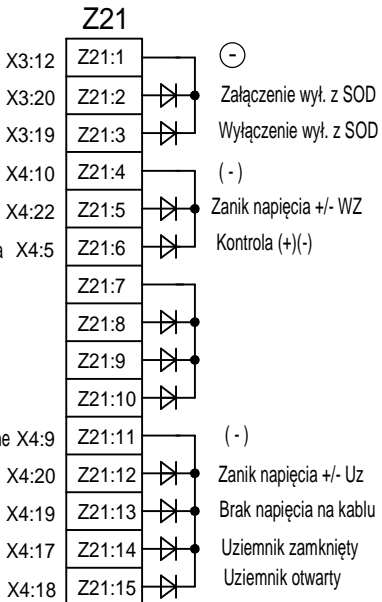 Z21
X3:12 Z21:1 -
X3:20 Z21:2 Załączenie wył. z SOD
X3:19 Z21:3 Wyłączenie wył. z SOD
X4:10 Z21:4 ( - )
X4:22 Z21:5 Zanik napięcia +/- WZ
X4:5 Z21:6 Kontrola (+)(-)
Z21:7
Z21:8
Z21:9
Z21:10
X4:9 Z21:11 ( - )
X4:20 Z21:12 Zanik napięcia +/- Uz
X4:19 Z21:13 Brak napięcia na kablu
X4:17 Z21:14 Uziemnik zamknięty
X4:18 Z21:15 Uziemnik otwarty